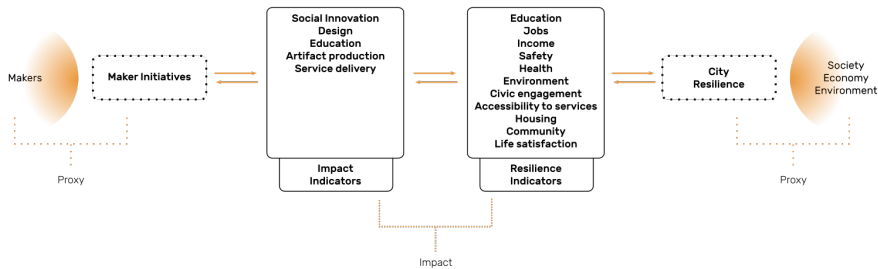 Makers
Maker Initiatives
Social Innovation
Design
Education
Artifact production
Service delivery
Impact
Indicators
Education
Jobs
Income
Safety
Health
Environment
Civic engagement
Accessibility to services
Housing
Community
Life satisfaction
Resilience
Indicators
City
Resilience
Society
Economy
Environment
Proxy
Proxy
Impact